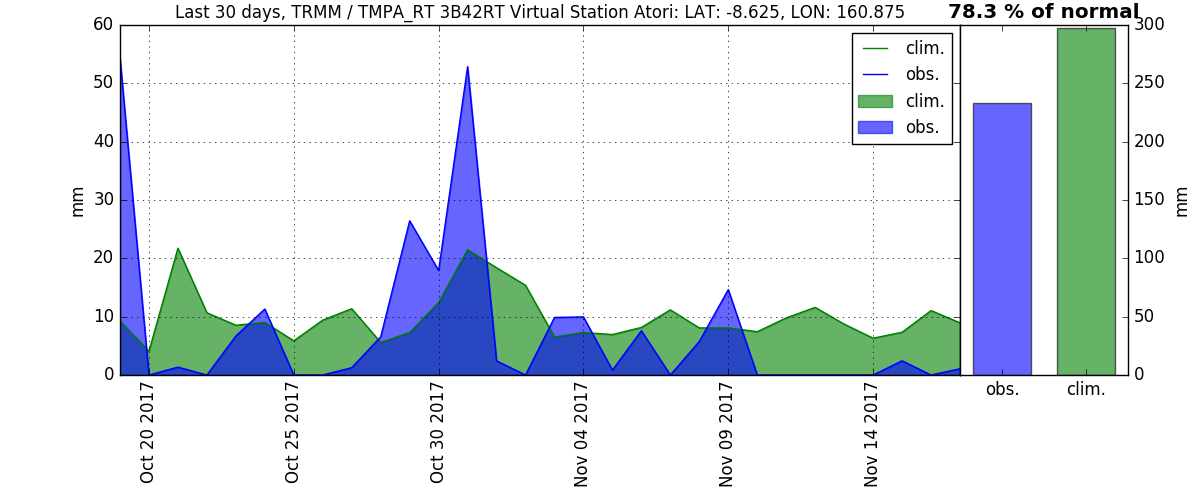 Last 30 days, TRMM / TMPA_RT 3B42RT Virtual Station Atori: LAT: -8.625, LON: 160.875
78.3 % of normal
60
50
40
30
20
10
0
mm
clim.
obs.
clim.
obs.
Oct 20 2017
Oct 25 2017
Oct 30 2017
Nov 04 2017
Nov 09 2017
Nov 14 2017
300
250
200
150
100
50
0
mm
obs.
clim.